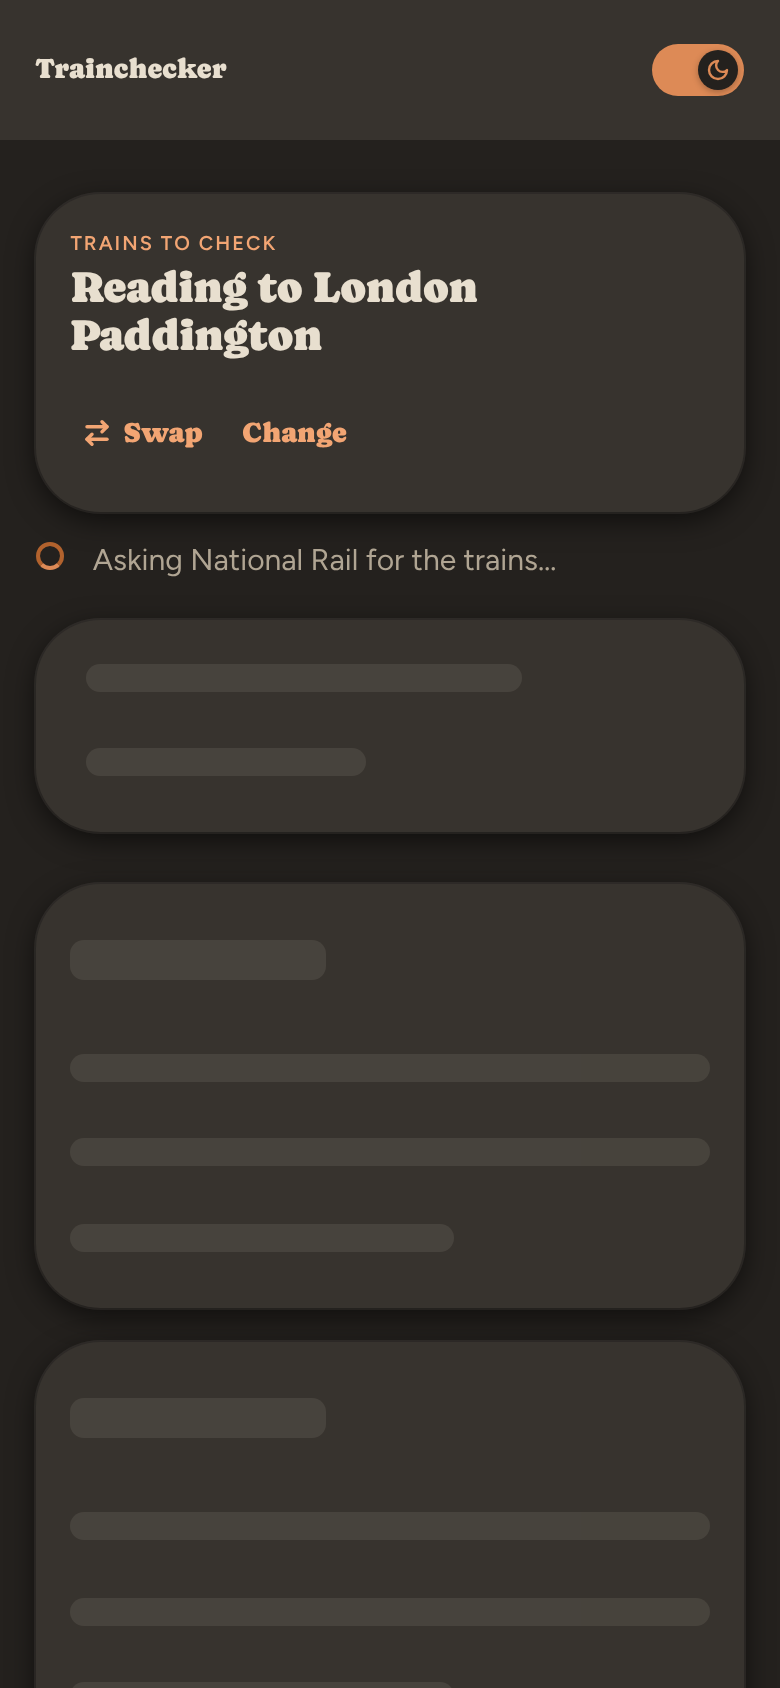 Trainchecker
TRAINS TO CHECK
Reading to London
Paddington
Swap Change
Asking National Rail for the trains...